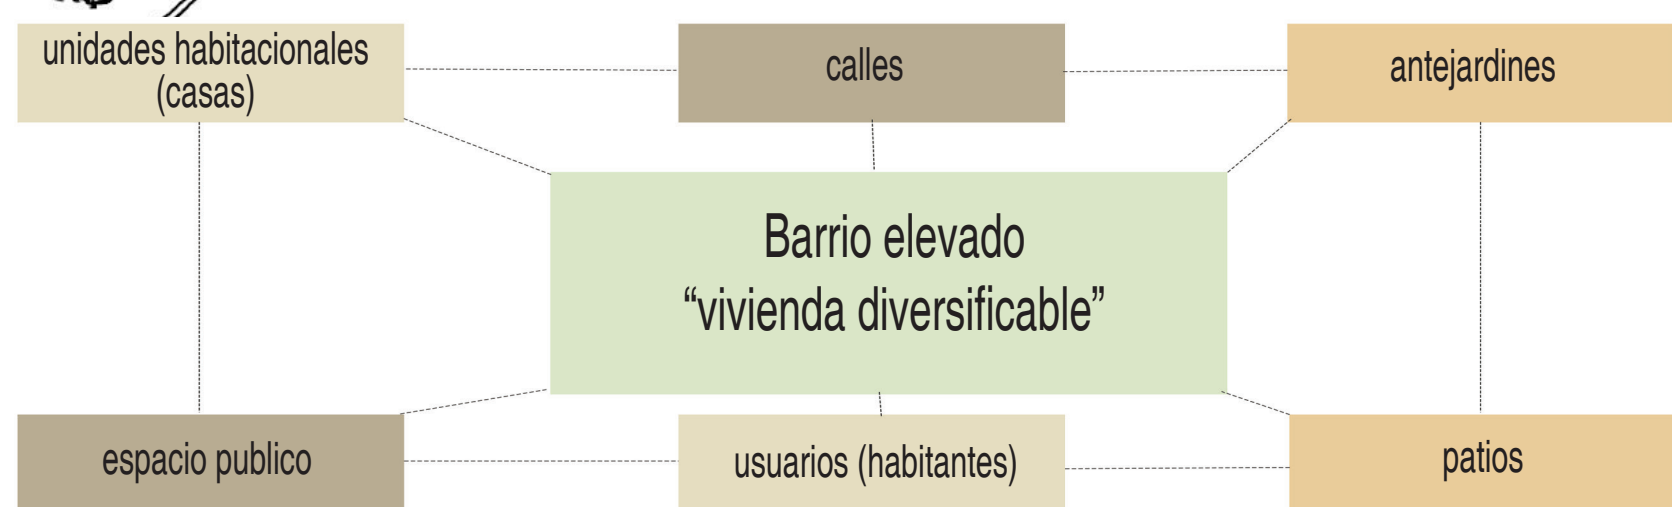 unidades habitacionales
(casas)
calles
antejardines
Barrio elevado
“vivienda diversificable”
espacio publico
usuarios (habitantes)
patios